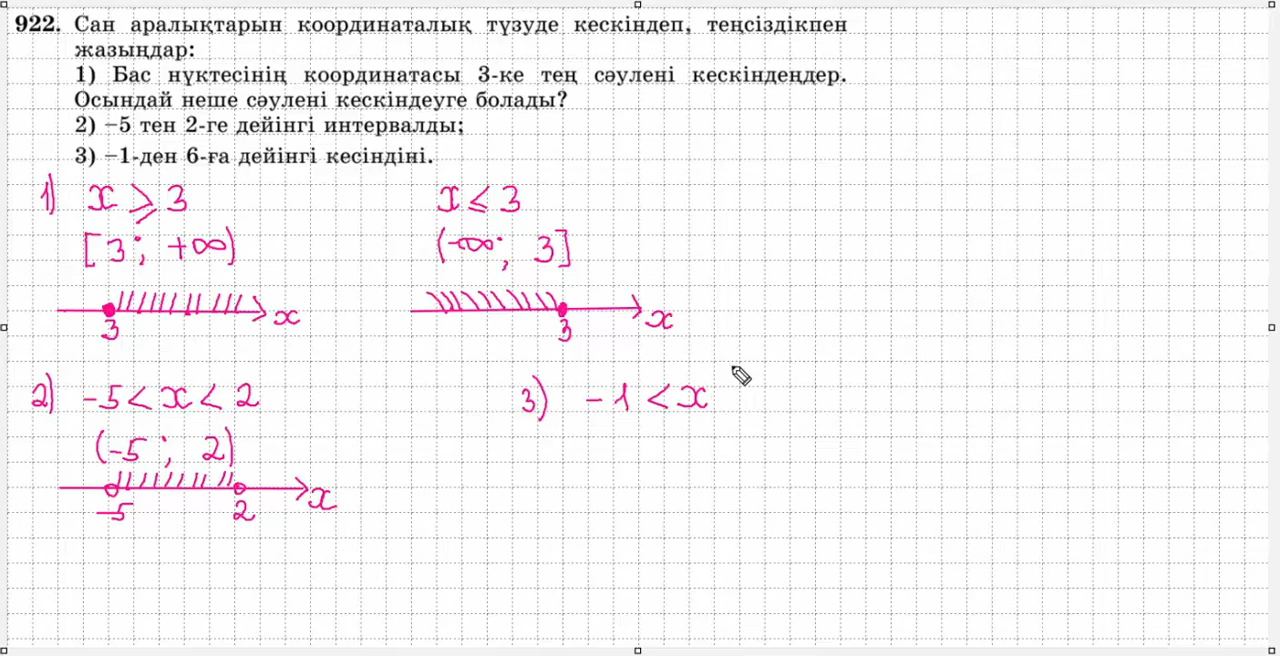 922. Сан аралықтарын координаталық түзуде кескіндеп, теңсіздікпен
жазыңдар:
1) Бас нүктесінің координатасы 3-ке тең сәулені кескіндеңдер.
Осындай неше сәулені кескіндеуге болады?
2) −5 тен 2-ге дейінгі интервалды;
3) −1-ден 6-ға дейінгі кесіндіні.
1) x ⩾ 3
[3; +∞)
3 x
x ⩽ 3
(-∞; 3]
3 x
2) -5 < x < 2
(-5; 2)
-5 2 x
3) -1 < x